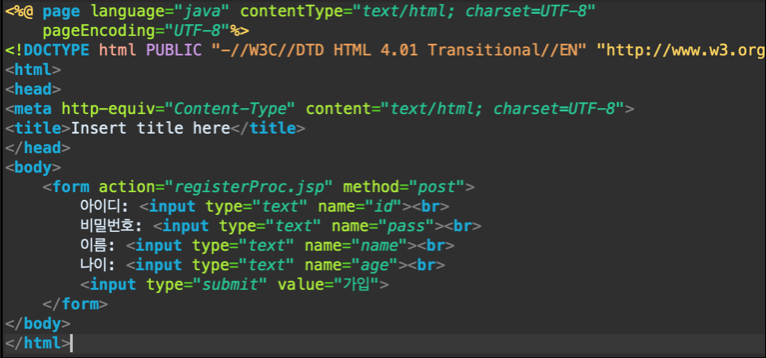 <%@ page language="java" contentType="text/html; charset=UTF-8"
    pageEncoding="UTF-8"%>
<!DOCTYPE html PUBLIC "-//W3C//DTD HTML 4.01 Transitional//EN" "http://www.w3.org
<html>
<head>
<meta http-equiv="Content-Type" content="text/html; charset=UTF-8">
<title>Insert title here</title>
</head>
<body>
    <form action="registerProc.jsp" method="post">
        아이디: <input type="text" name="id"><br>
        비밀번호: <input type="text" name="pass"><br>
        이름: <input type="text" name="name"><br>
        나이: <input type="text" name="age"><br>
        <input type="submit" value="가입">
    </form>
</body>
</html>